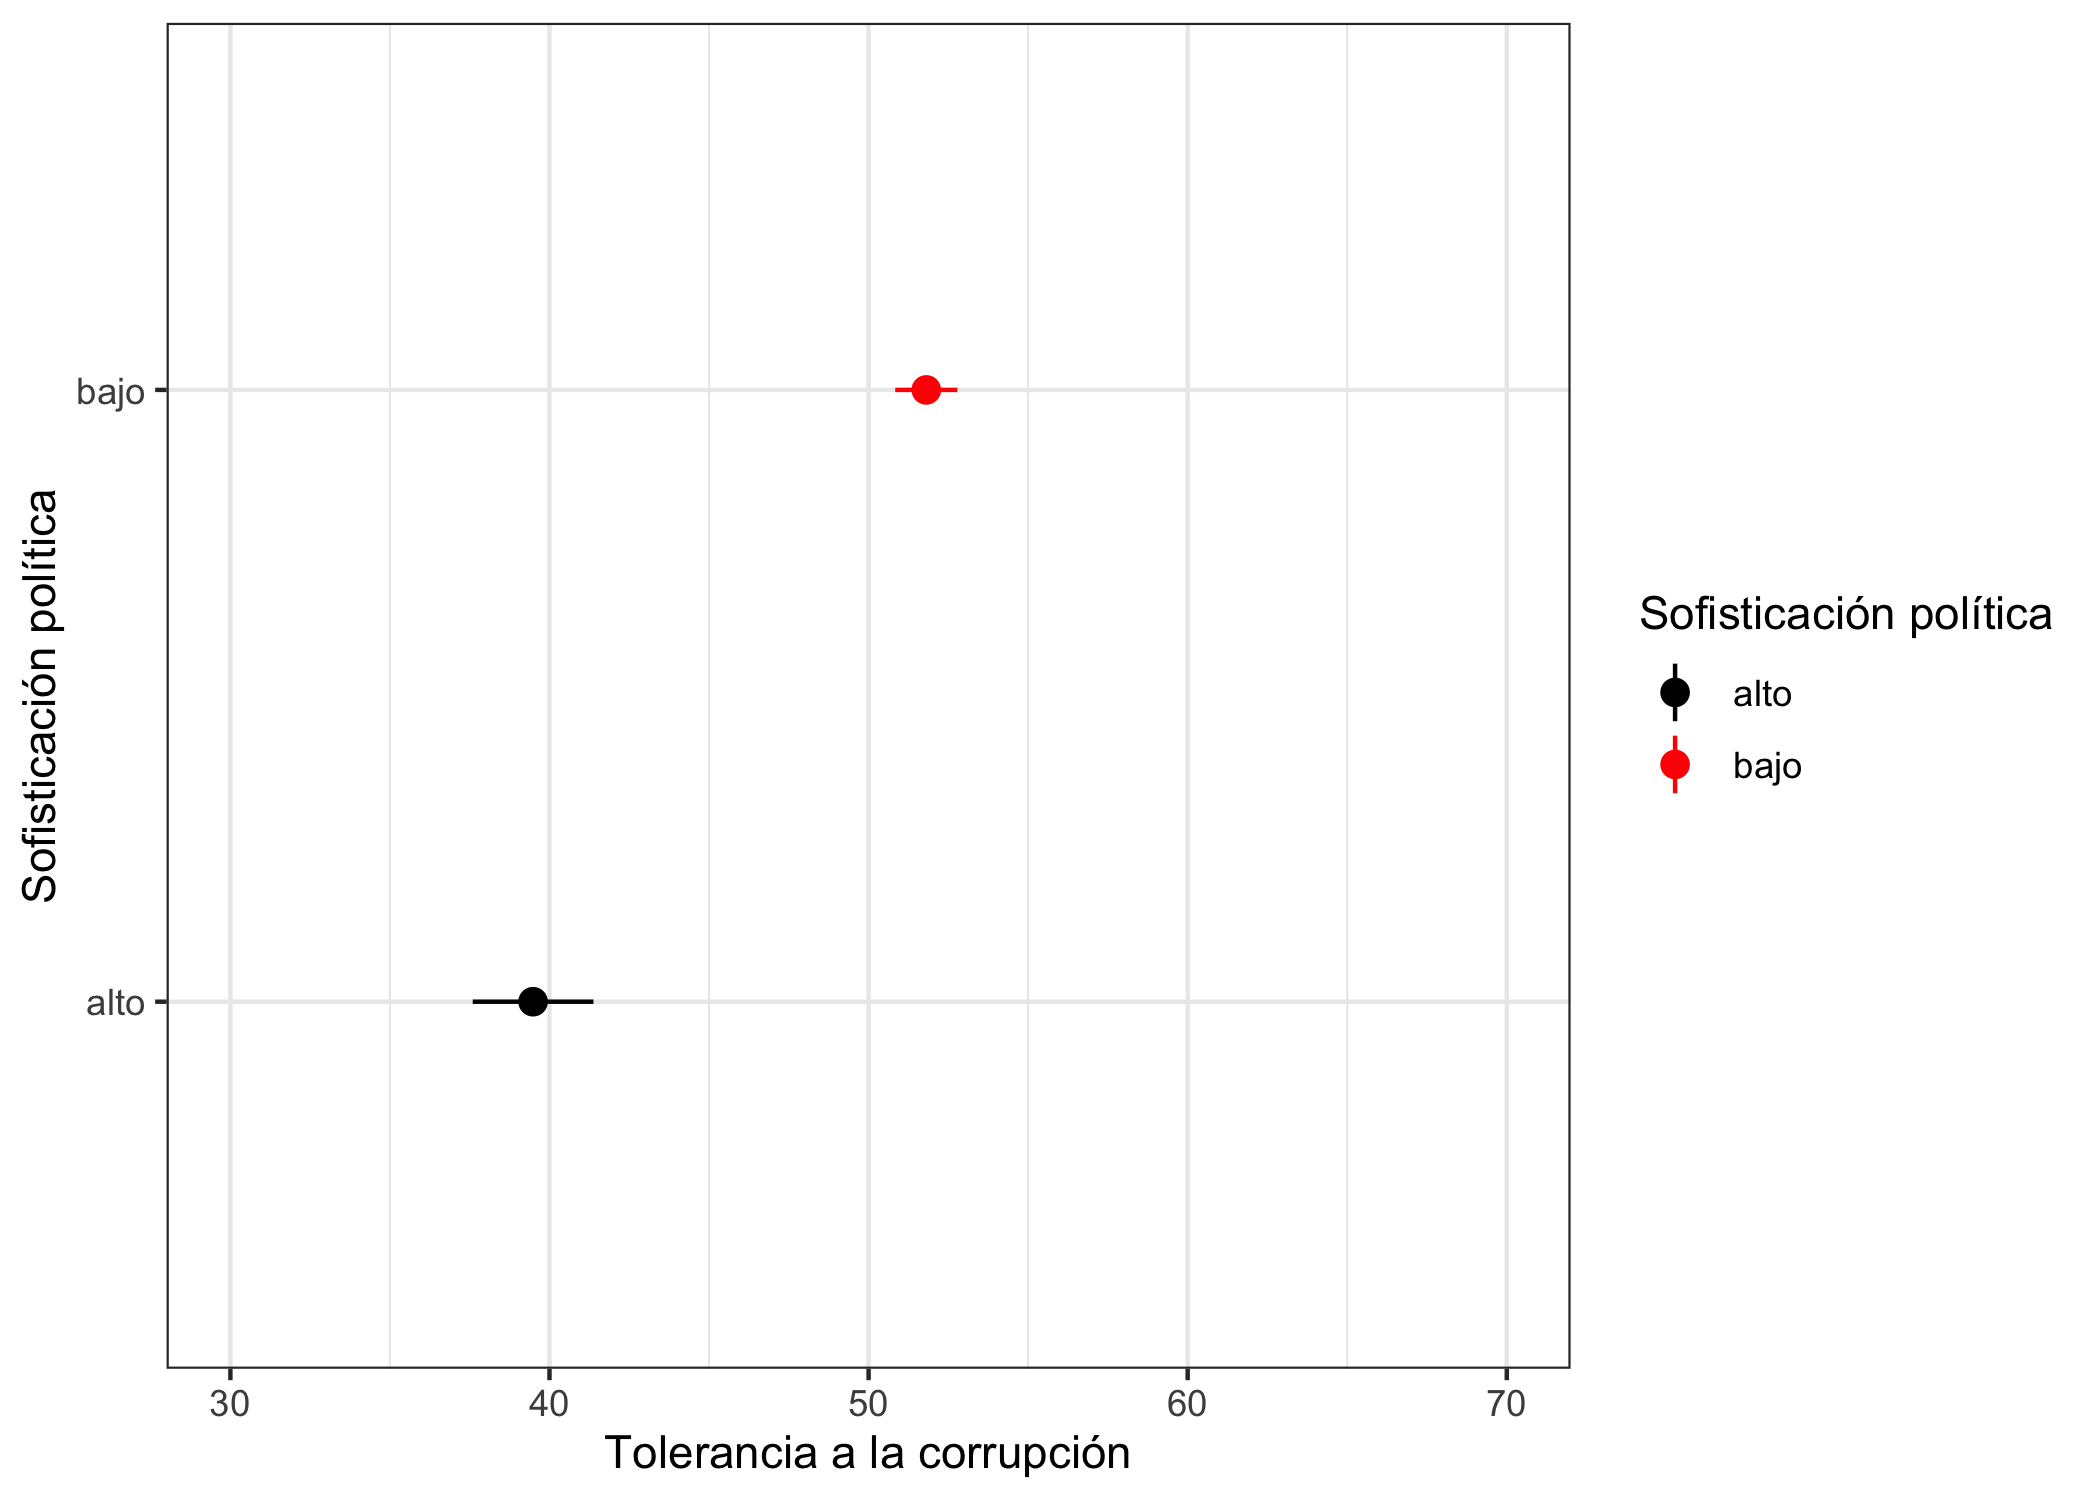 Sofisticación política
bajo
alto
30 40 50 60 70
Tolerancia a la corrupción
Sofisticación política
alto
bajo